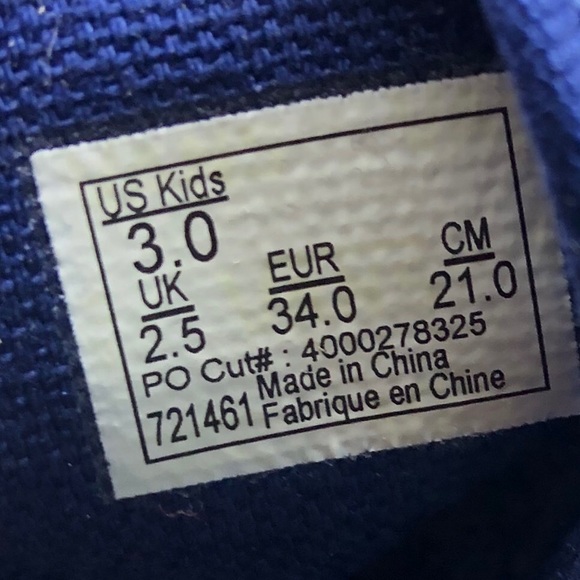 US Kids
3.0
UK EUR CM
2.5 34.0 21.0
PO Cut# : 4000278325
Made in China
721461 Fabrique en Chine